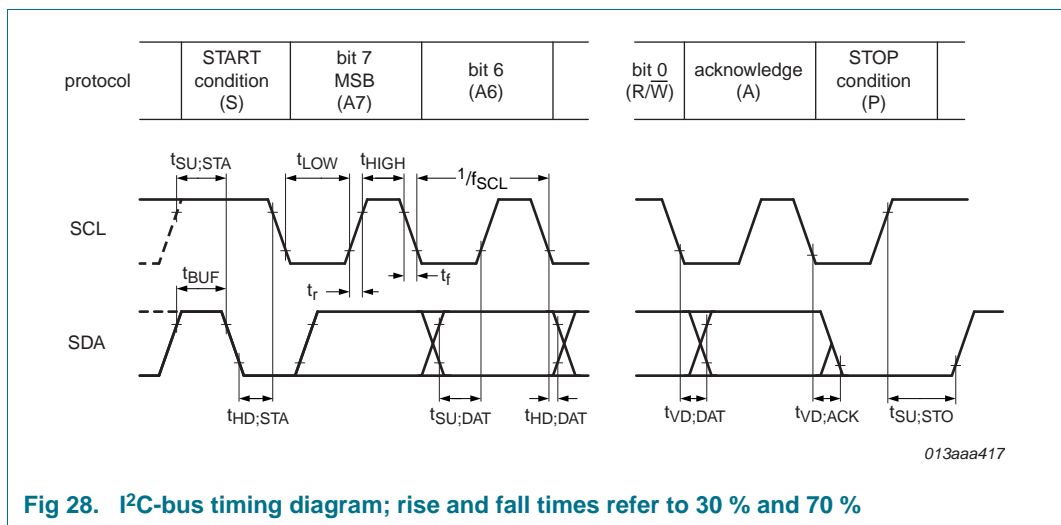 protocol
START
condition
(S)
bit 7
MSB
(A7)
bit 6
(A6)
bit 0
(R/W̅)
acknowledge
(A)
STOP
condition
(P)
tSU;STA
tLOW
tHIGH
1/fSCL
SCL
tBUF
tr
tf
SDA
tHD;STA
tSU;DAT
tHD;DAT
tVD;DAT
tVD;ACK
tSU;STO
013aaa417
Fig 28. I²C-bus timing diagram; rise and fall times refer to 30 % and 70 %